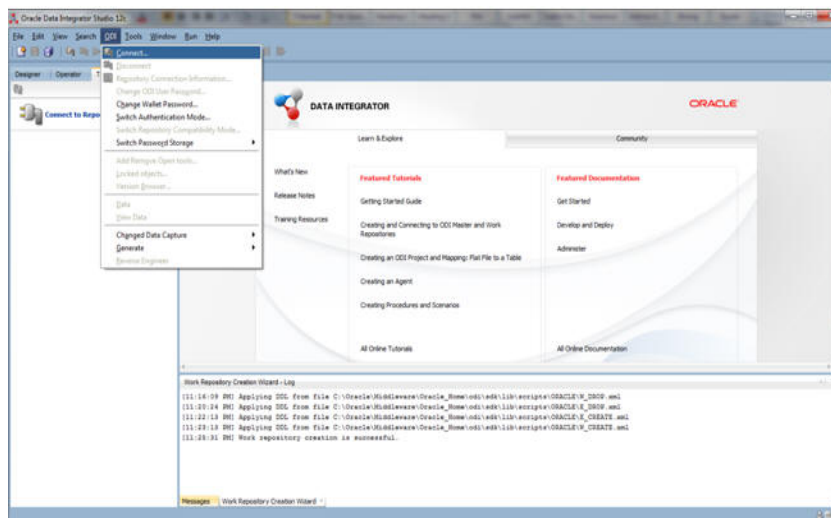 Oracle Data Integrator Studio 12c
File Edit View Search ODI Tools Window Run Help
Connect...
Disconnect
Repository Connection Information...
Change ODI User Password...
Change Wallet Password...
Switch Authentication Mode...
Switch Repository Compatibility Mode...
Switch Password Storage
Add Remove Open tools...
Locked objects...
Version Browser...
Data
View Data
Changed Data Capture
Generate
Reverse Engineer
Designer Operator T
Connect to Repo
DATA INTEGRATOR
ORACLE
Learn & Explore
Community
What's New
Release Notes
Training Resources
Featured Tutorials
Getting Started Guide
Creating and Connecting to ODI Master and Work
Repositories
Creating an ODI Project and Mapping: Flat File to a Table
Creating an Agent
Creating Procedures and Scenarios
All Online Tutorials
Featured Documentation
Get Started
Develop and Deploy
Administer
All Online Documentation
Work Repository Creation Wizard - Log
[11:16:09 PM] Applying DDL from file C:\Oracle\Middleware\Oracle_Home\odi\sdk\lib\scripts\ORACLE\W_DROP.xml
[11:20:14 PM] Applying DDL from file C:\Oracle\Middleware\Oracle_Home\odi\sdk\lib\scripts\ORACLE\E_DROP.xml
[11:22:13 PM] Applying DDL from file C:\Oracle\Middleware\Oracle_Home\odi\sdk\lib\scripts\ORACLE\E_CREATE.xml
[11:23:13 PM] Applying DDL from file C:\Oracle\Middleware\Oracle_Home\odi\sdk\lib\scripts\ORACLE\W_CREATE.xml
[11:25:31 PM] Work repository creation is successful.
Messages Work Repository Creation Wizard